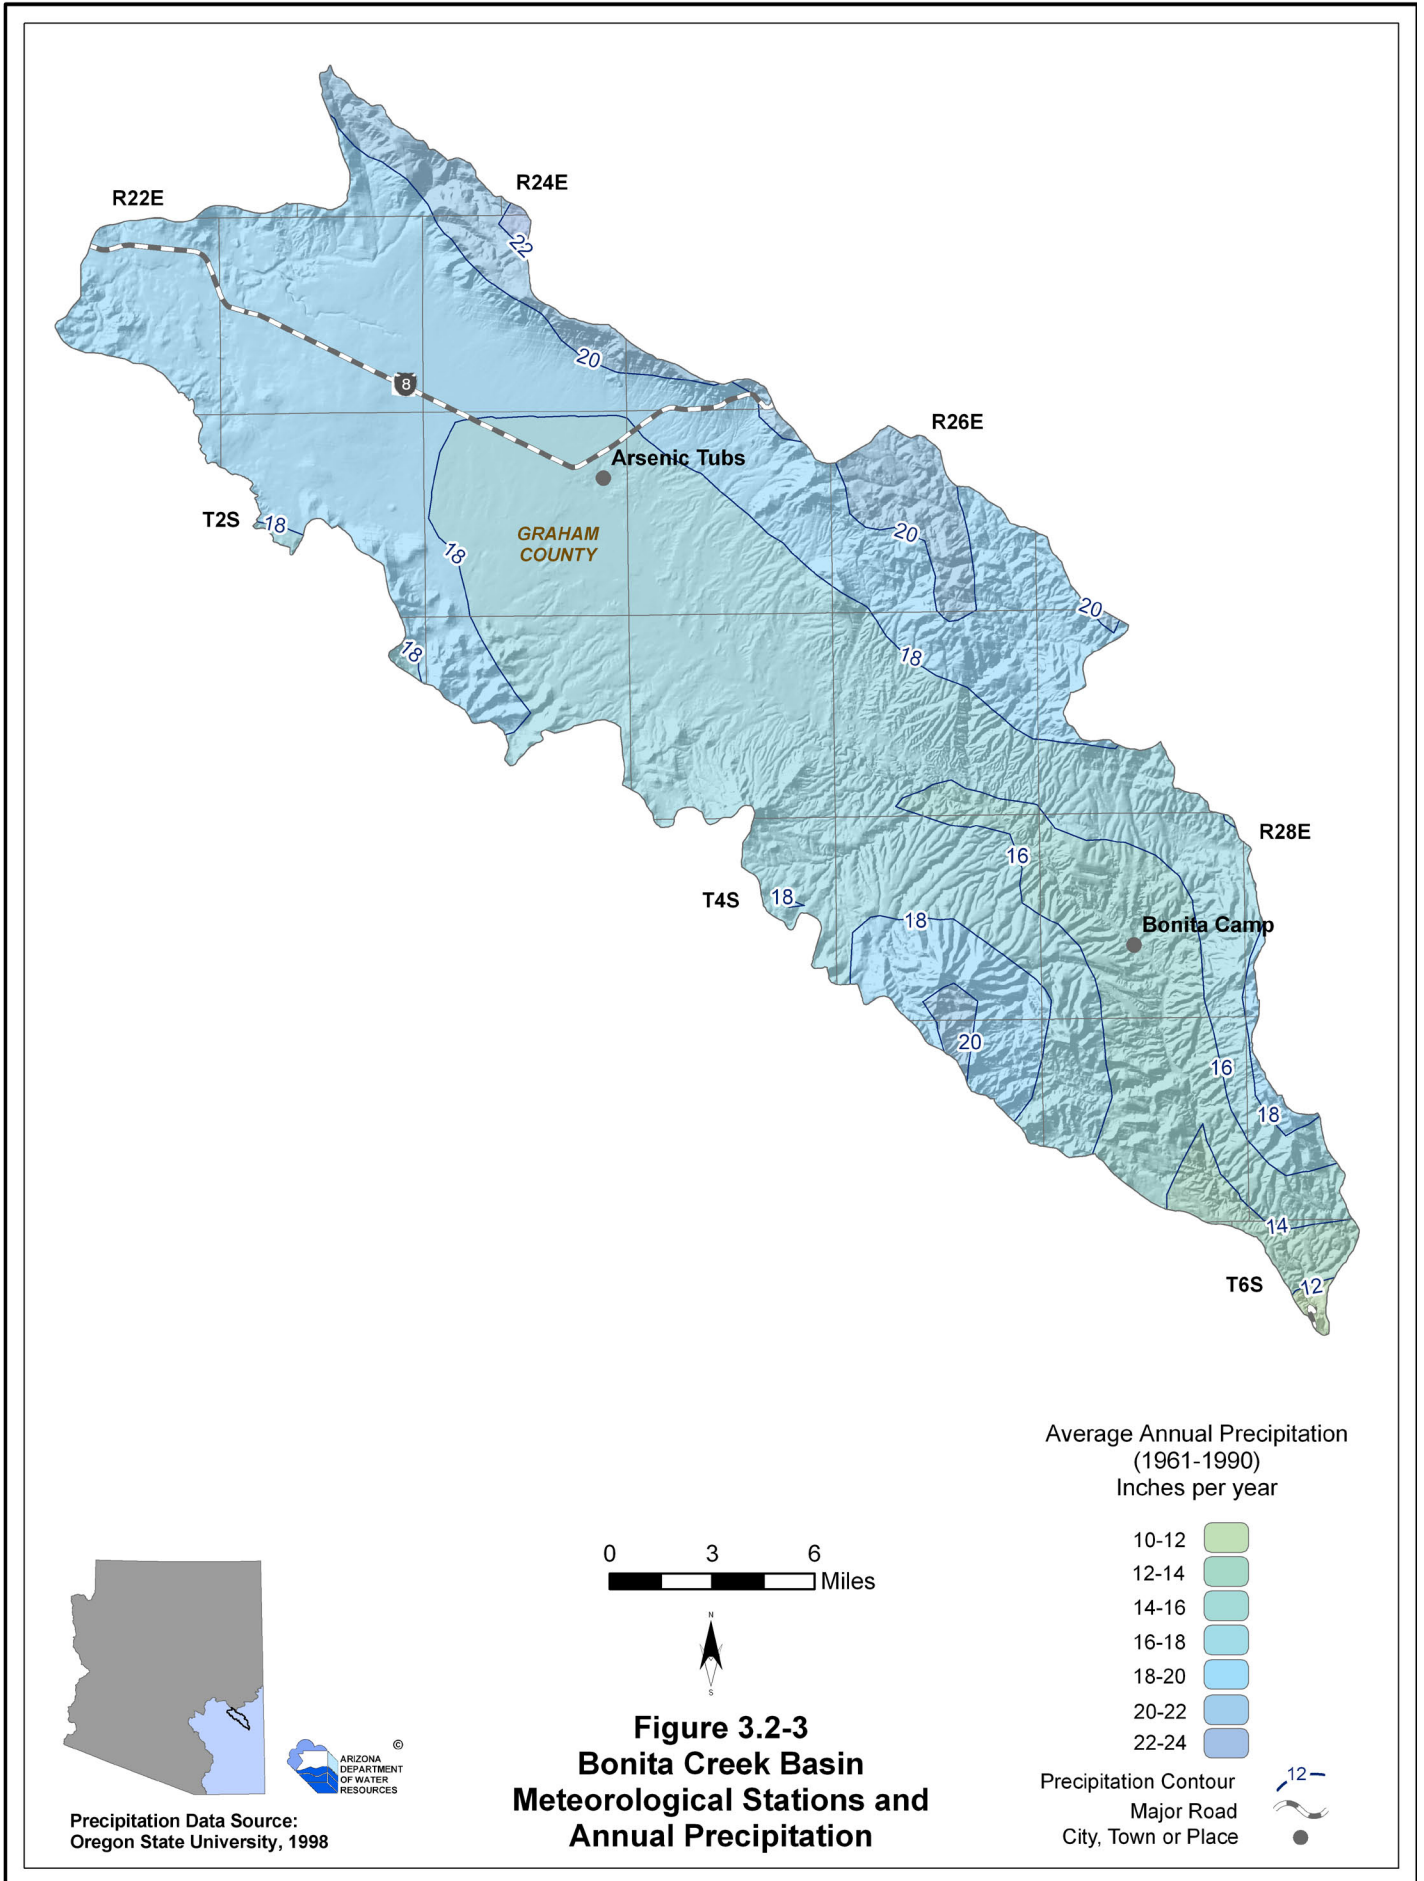 R22E
R24E
22
20
8
R26E
Arsenic Tubs
T2S
18
GRAHAM
COUNTY
20
18
20
18
18
R28E
16
T4S
18
18
Bonita Camp
20
16
18
14
T6S
12
Average Annual Precipitation
(1961-1990)
Inches per year
10-12
12-14
14-16
16-18
18-20
20-22
22-24
Precipitation Contour
12
Major Road
City, Town or Place
0 3 6
Miles
N
S
Figure 3.2-3
Bonita Creek Basin
Meteorological Stations and
Annual Precipitation
©
ARIZONA
DEPARTMENT
OF WATER
RESOURCES
Precipitation Data Source:
Oregon State University, 1998